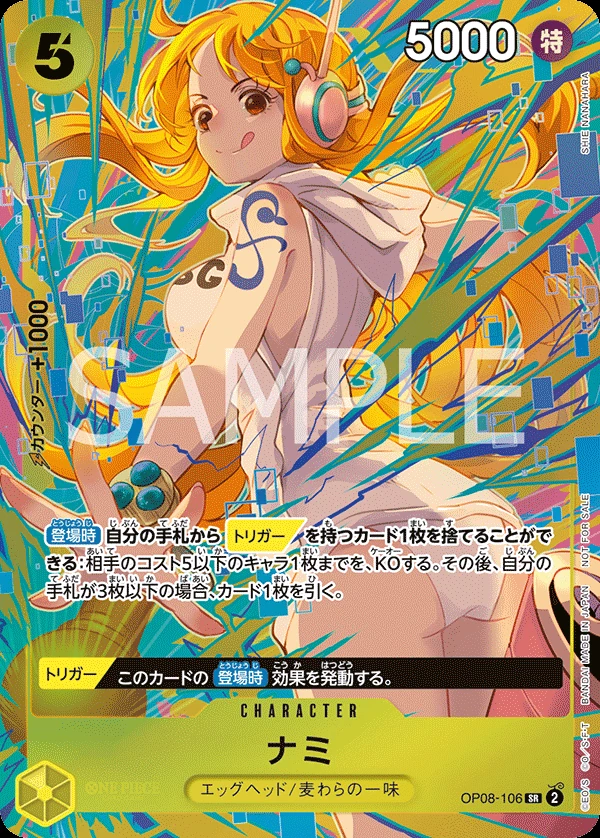 5
5000 特
SHIE NANAHARA
カウンター +1000
SG
SAMPLE
登場時 自分の手札から トリガー を持つカード1枚を捨てることがで
きる:相手のコスト5以下のキャラ1枚までを、KOする。その後、自分の
手札が3枚以下の場合、カード1枚を引く。
トリガー このカードの 登場時 効果を発動する。
CHARACTER
ナミ
エッグヘッド/麦わらの一味
ONE PIECE
OP08-106 SR 2
©E.O/S. ©O./S.F.T BANDAI MADE IN JAPAN NOT FOR SALE